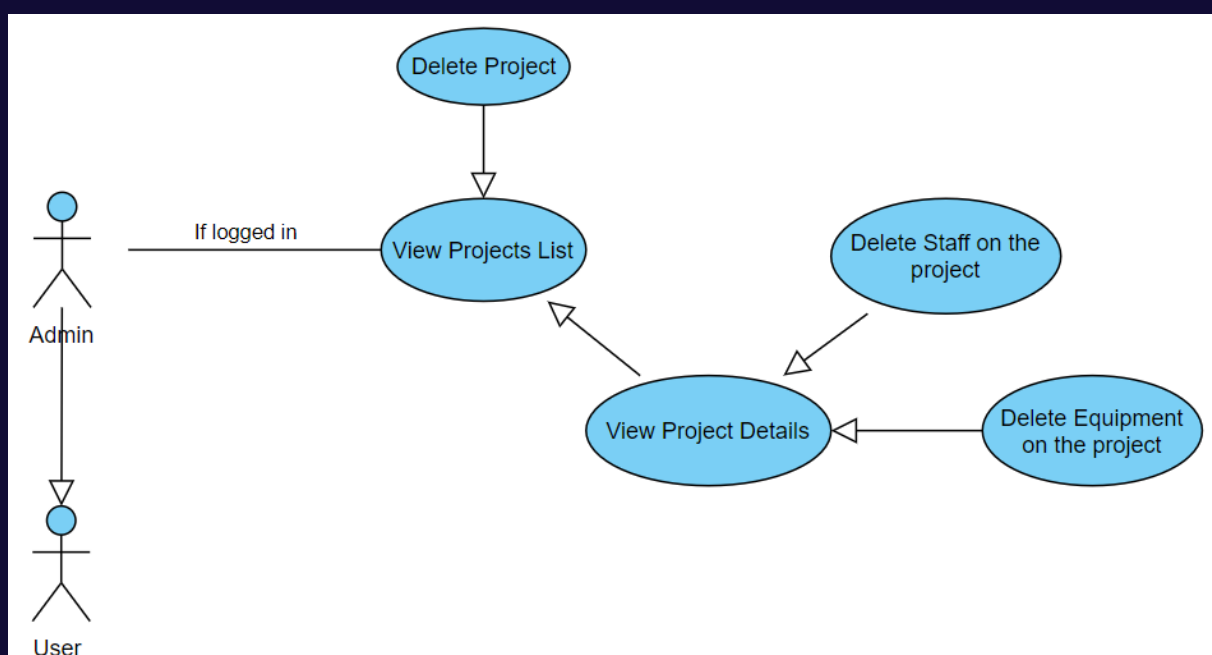 Delete Project
If logged in
View Projects List
Delete Staff on the
project
Admin
View Project Details
Delete Equipment
on the project
User